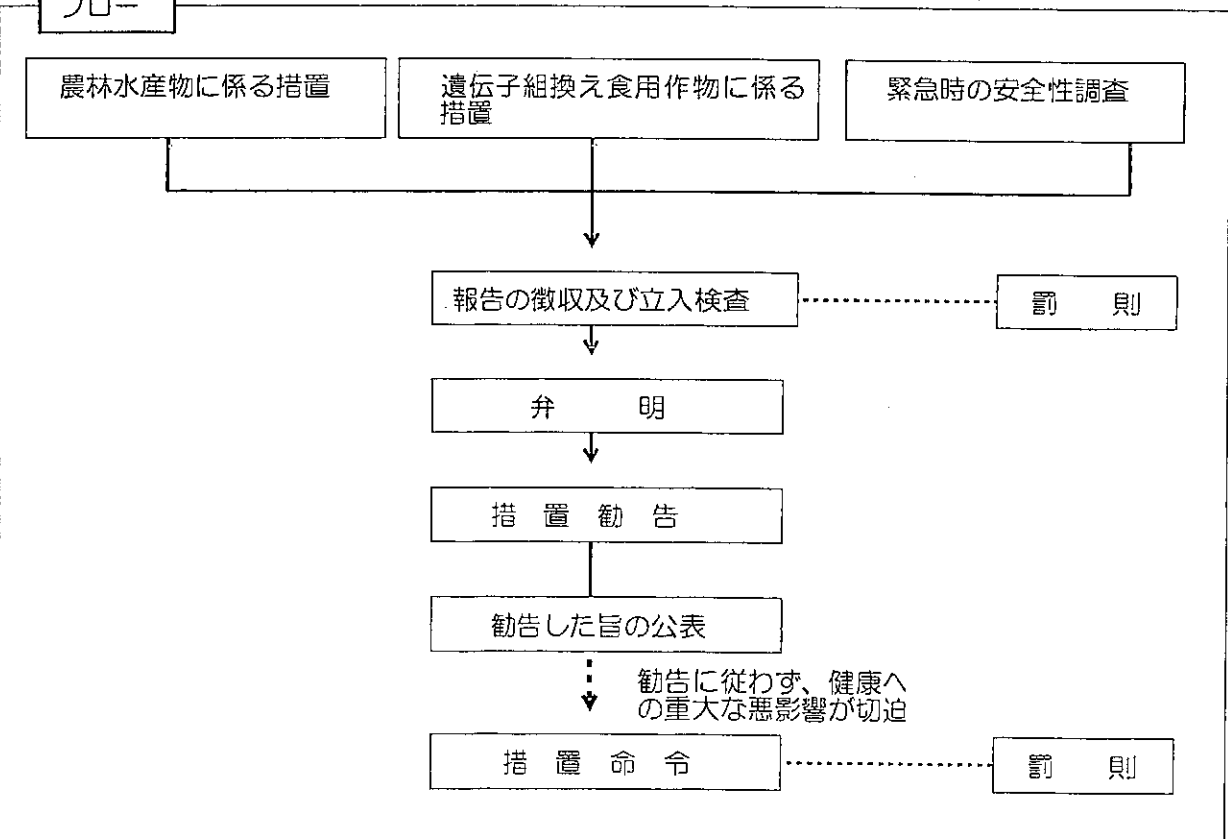 フロー
農林水産物に係る措置
遺伝子組換え食用作物に係る
措置
緊急時の安全性調査
報告の徴収及び立入検査
罰 則
弁 明
措 置 勧 告
勧告した旨の公表
勧告に従わず、健康へ
の重大な悪影響が切迫
措 置 命 令
罰 則